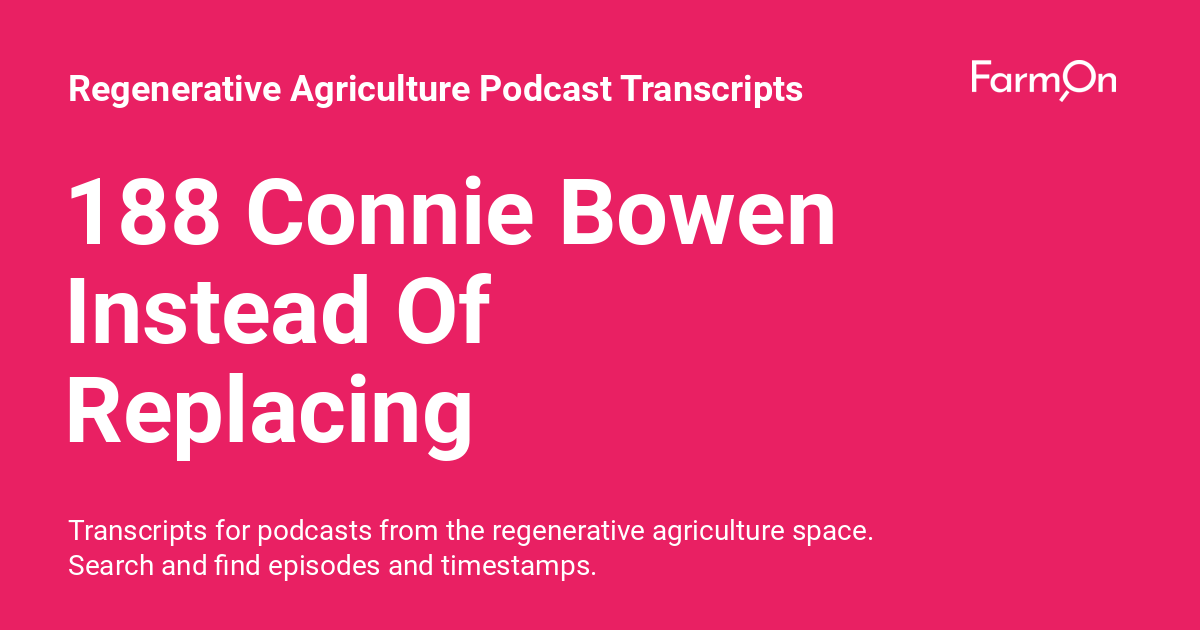 Regenerative Agriculture Podcast Transcripts
FarmOn
188 Connie Bowen
Instead Of
Replacing
Transcripts for podcasts from the regenerative agriculture space.
Search and find episodes and timestamps.